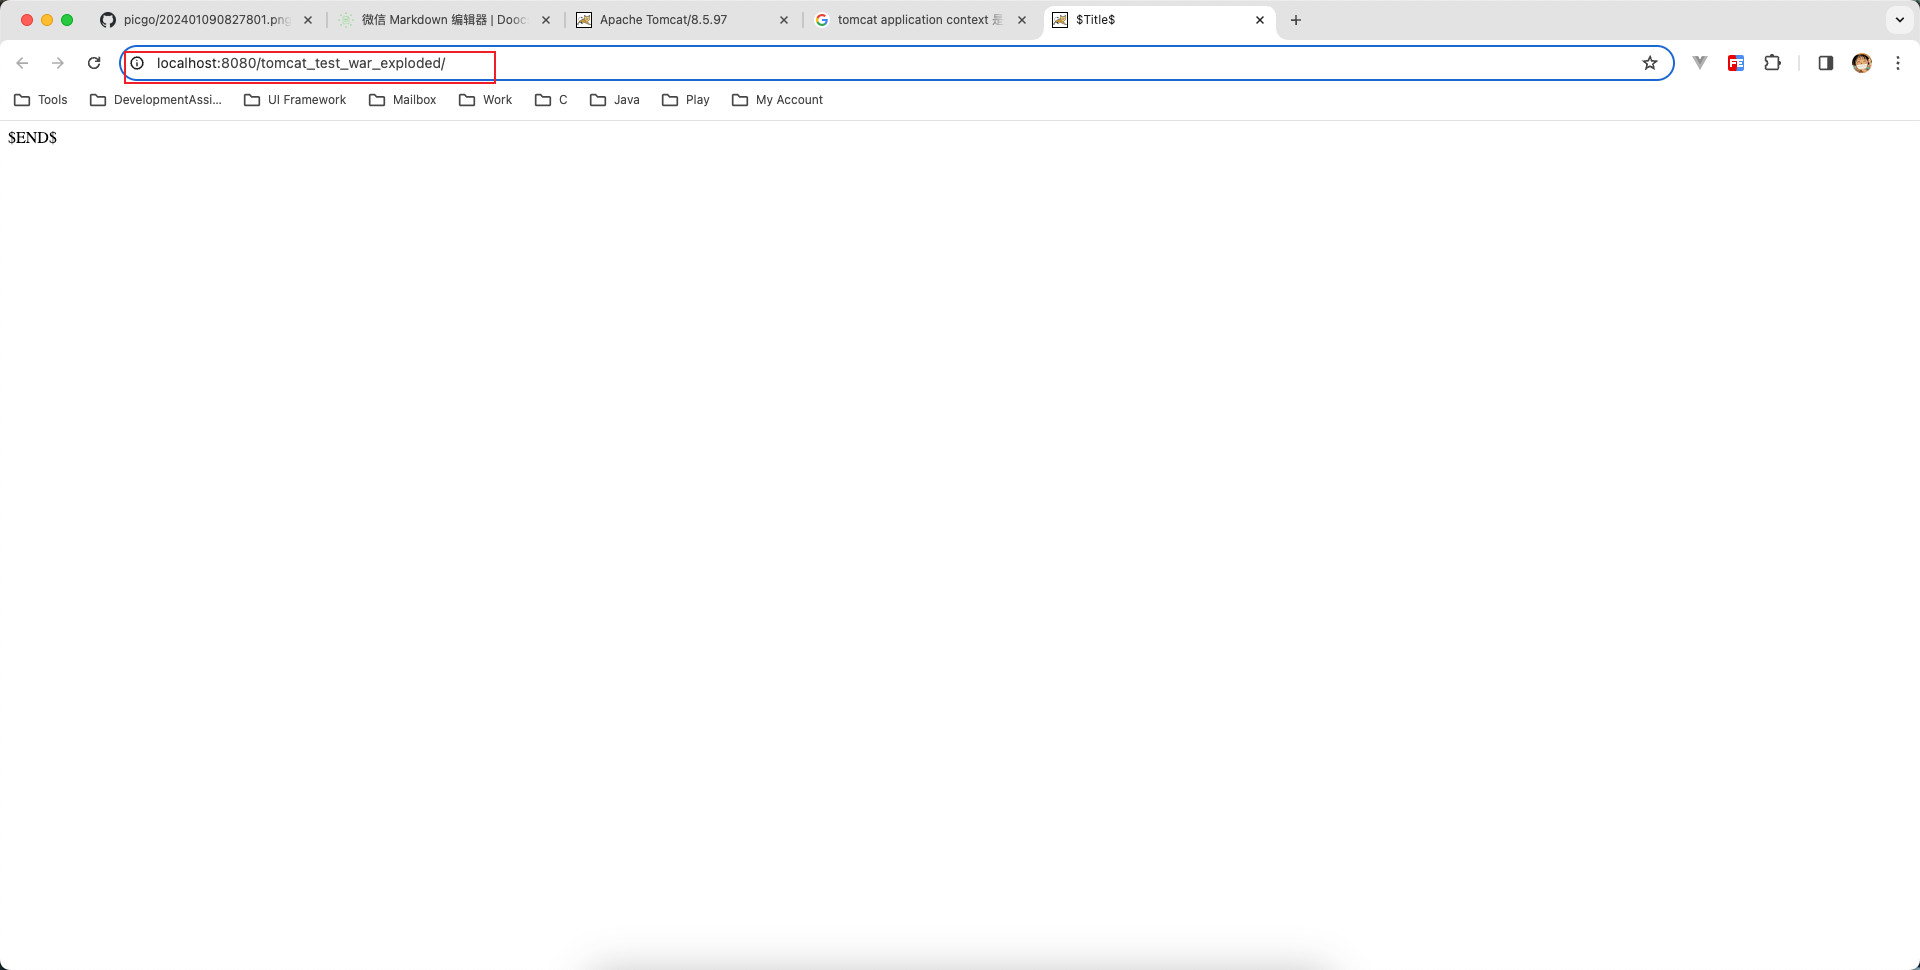 picgo/202401090827801.png
微信 Markdown 编辑器 | Dooc
Apache Tomcat/8.5.97
tomcat application context 是
$Title$
localhost:8080/tomcat_test_war_exploded/
Tools
DevelopmentAssi...
UI Framework
Mailbox
Work
C
Java
Play
My Account
$END$